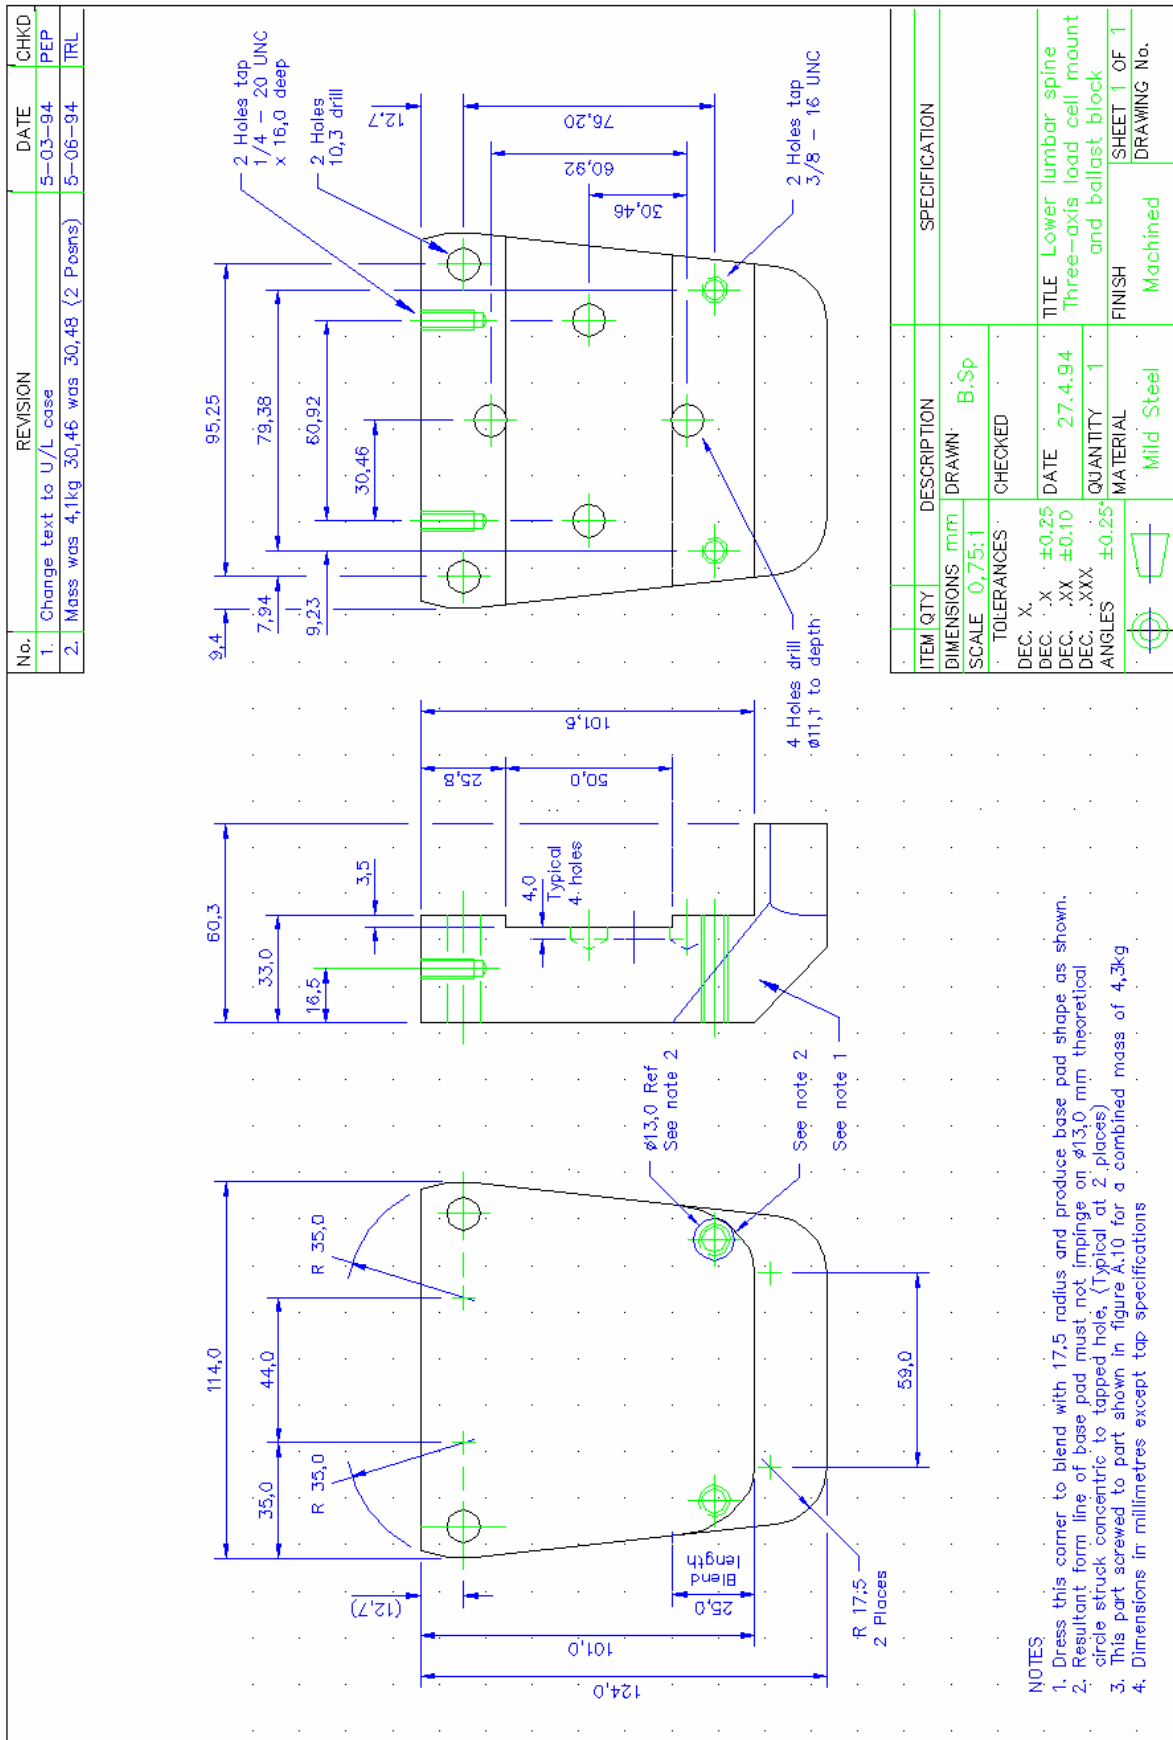 No. REVISION DATE CHKD
1. Change text to U/L case 5-03-94 PEP
2. Mass was 4,1kg 30,46 was 30,48 (2 Posns) 5-06-94 TRL
114,0
35,0
44,0
R 35,0
R 35,0
(12,7)
101,0
124,0
25,0
Blend
length
R 17,5
2 Places
59,0
ø13,0 Ref
See note 2
See note 2
See note 1
60,3
33,0
16,5
3,5
4,0
Typical
4 holes
25,8
50,0
101,6
9,4
7,94
9,23
95,25
79,38
60,92
30,46
2 Holes tap
1/4 - 20 UNC
x 16,0 deep
2 Holes
10,3 drill
12,7
76,20
60,92
30,46
2 Holes tap
3/8 - 16 UNC
4 Holes drill
ø11,1 to depth
NOTES
1. Dress this corner to blend with 17,5 radius and produce base pad shape as shown.
2. Resultant form line of base pad must not impinge on ø13,0 mm theoretical
circle struck concentric to tapped hole. (Typical at 2 places)
3. This part screwed to part shown in figure A.10 for a combined mass of 4,3kg
4. Dimensions in millimetres except tap specifications
ITEM QTY DESCRIPTION SPECIFICATION
DIMENSIONS mm
SCALE 0,75:1
TOLERANCES
DEC. X.
DEC. .X ±0.25
DEC. .XX ±0.10
DEC. .XXX
ANGLES ±0.25°
DRAWN B.Sp
CHECKED
DATE 27.4.94
QUANTITY 1
MATERIAL
Mild Steel
TITLE Lower lumbar spine
Three-axis load cell mount
and ballast block
FINISH
Machined
SHEET 1 OF 1
DRAWING No.